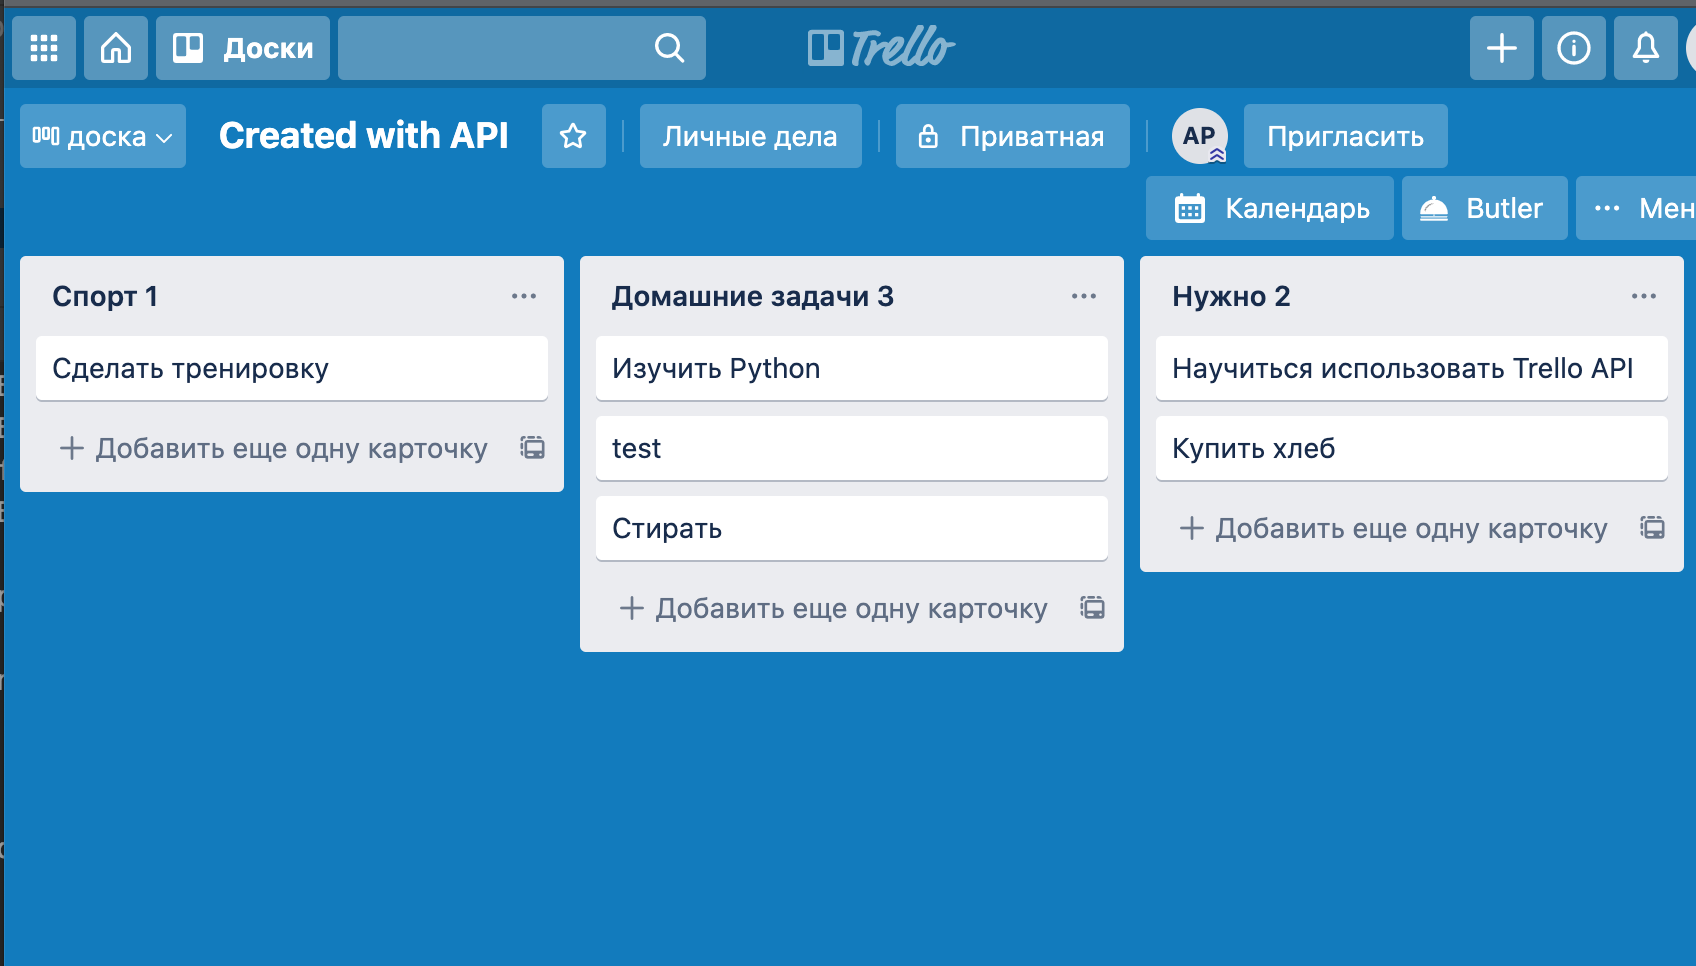 Доски
Trello
доска
Created with API
Личные дела
Приватная
AP
Пригласить
Календарь
Butler
Мен
Спорт 1
Сделать тренировку
Добавить еще одну карточку
Домашние задачи 3
Изучить Python
test
Стирать
Добавить еще одну карточку
Нужно 2
Научиться использовать Trello API
Купить хлеб
Добавить еще одну карточку